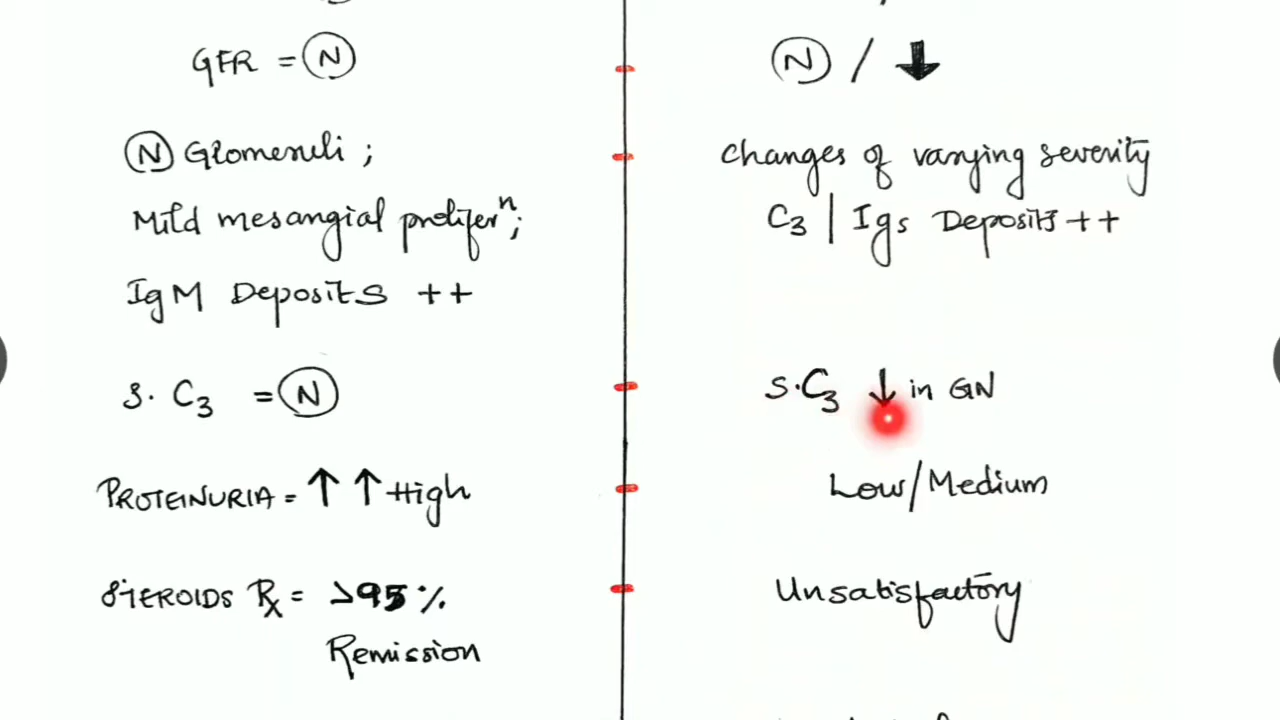 GFR = N
N / ↓
N Glomeruli ;
Changes of varying severity
Mild mesangial proliferⁿ ;
C3 | Igs Deposits ++
IgM Deposits ++
S. C3 = N
S.C3 ↓ in GN
PROTEINURIA = ↑ ↑ High
Low/Medium
STEROIDS Rx = >95 %
Unsatisfactory
Remission